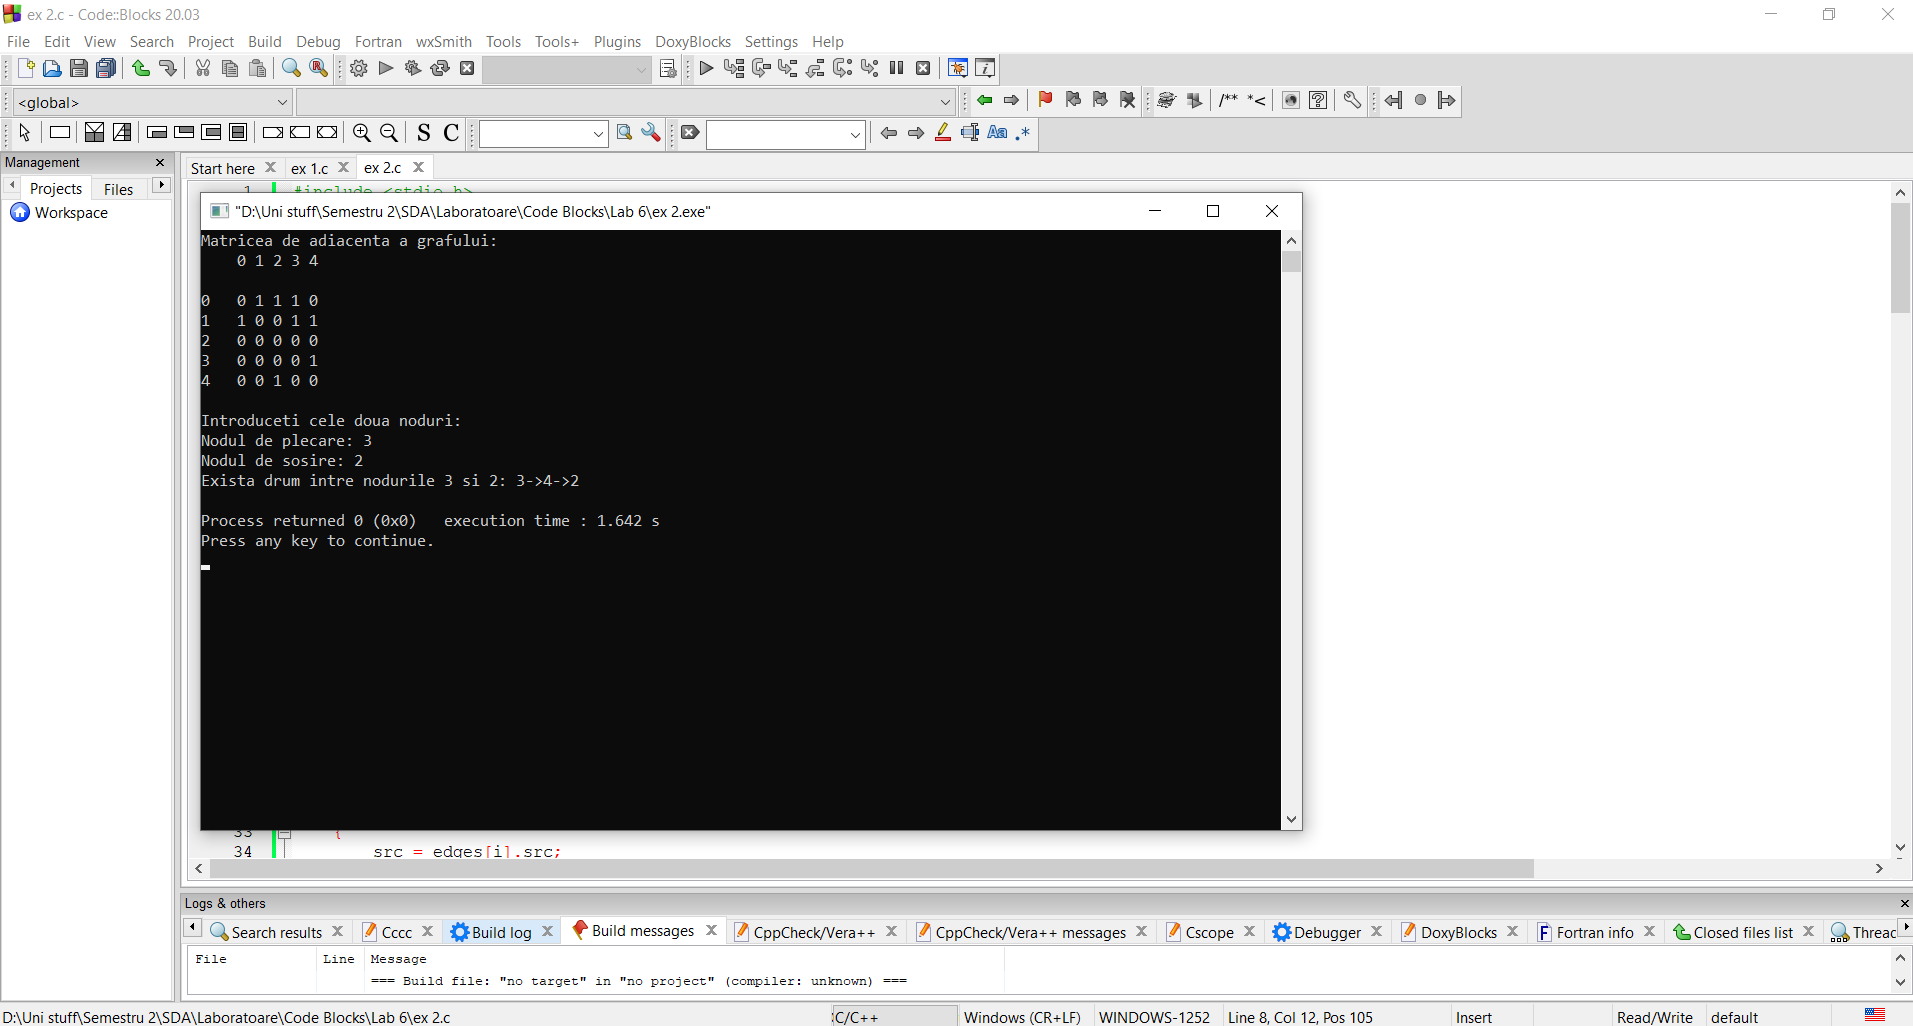 ex 2.c - Code::Blocks 20.03
File Edit View Search Project Build Debug Fortran wxSmith Tools Tools+ Plugins DoxyBlocks Settings Help
<global>
/** *<
S C
Aa .*
Management
Projects Files
Workspace
Start here ex 1.c ex 2.c
1 #include <stdio.h>
"D:\Uni stuff\Semestru 2\SDA\Laboratoare\Code Blocks\Lab 6\ex 2.exe"
Matricea de adiacenta a grafului:
0 1 2 3 4
0 0 1 1 1 0
1 1 0 0 1 1
2 0 0 0 0 0
3 0 0 0 0 1
4 0 0 1 0 0
Introduceti cele doua noduri:
Nodul de plecare: 3
Nodul de sosire: 2
Exista drum intre nodurile 3 si 2: 3->4->2
Process returned 0 (0x0) execution time : 1.642 s
Press any key to continue.
33 {
34 src = edges[i].src;
Logs & others
Search results Cccc Build log Build messages CppCheck/Vera++ CppCheck/Vera++ messages Cscope Debugger DoxyBlocks Fortran info Closed files list Threa
File Line Message
=== Build file: "no target" in "no project" (compiler: unknown) ===
D:\Uni stuff\Semestru 2\SDA\Laboratoare\Code Blocks\Lab 6\ex 2.c C/C++ Windows (CR+LF) WINDOWS-1252 Line 8, Col 12, Pos 105 Insert Read/Write default